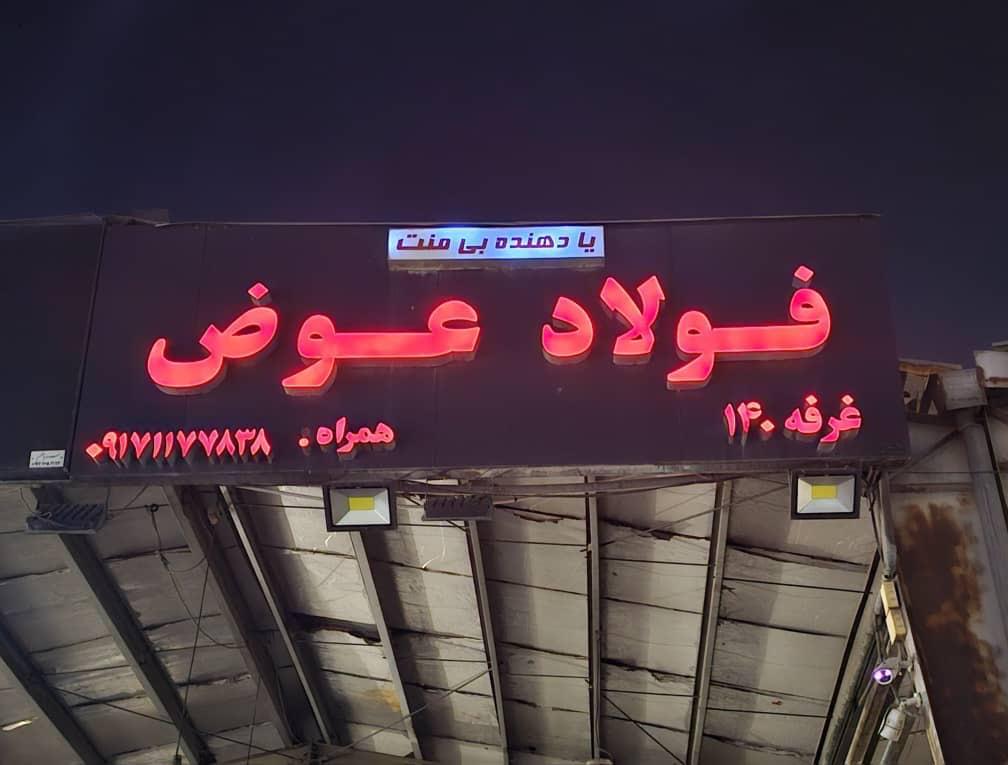 یا دهنده بی منت
فولاد عوض
غرفه ۱۴۰
همراه: ۰۹۱۷۱۱۷۷۸۳۸